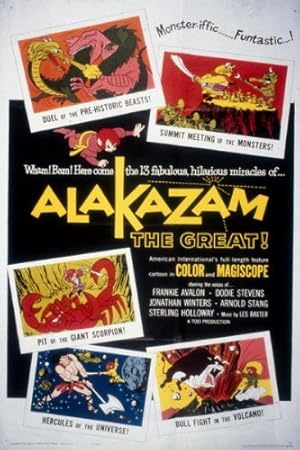 Monster-iffic......Funtastic...!
DUEL OF THE PRE-HISTORIC BEASTS!
SUMMIT MEETING OF THE MONSTERS!
Wham! Bam! Here come the 13 fabulous, hilarious miracles of...
ALAKAZAM
THE GREAT!
American International's full length feature
cartoon in COLOR and MAGISCOPE
starring the voices of...
FRANKIE AVALON • DODIE STEVENS
JONATHAN WINTERS • ARNOLD STANG
STERLING HOLLOWAY • Music by LES BAXTER
A TOEI PRODUCTION
PIT OF THE GIANT SCORPION!
HERCULES OF THE UNIVERSE!
BULL FIGHT IN THE VOLCANO!